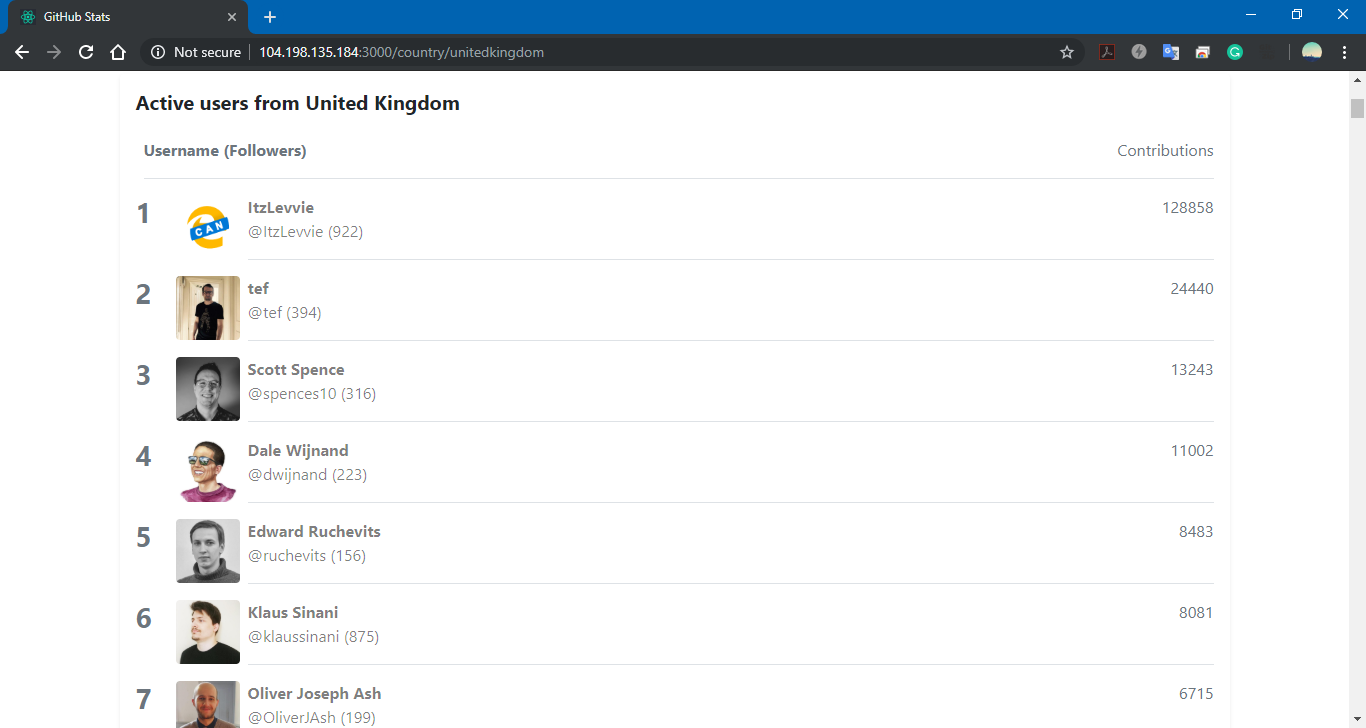 GitHub Stats
Not secure | 104.198.135.184:3000/country/unitedkingdom
Active users from United Kingdom
Username (Followers) Contributions
1 CAN ItzLevvie 128858
@ItzLevvie (922)
2 tef 24440
@tef (394)
3 Scott Spence 13243
@spences10 (316)
4 Dale Wijnand 11002
@dwijnand (223)
5 Edward Ruchevits 8483
@ruchevits (156)
6 Klaus Sinani 8081
@klaussinani (875)
7 Oliver Joseph Ash 6715
@OliverJAsh (199)